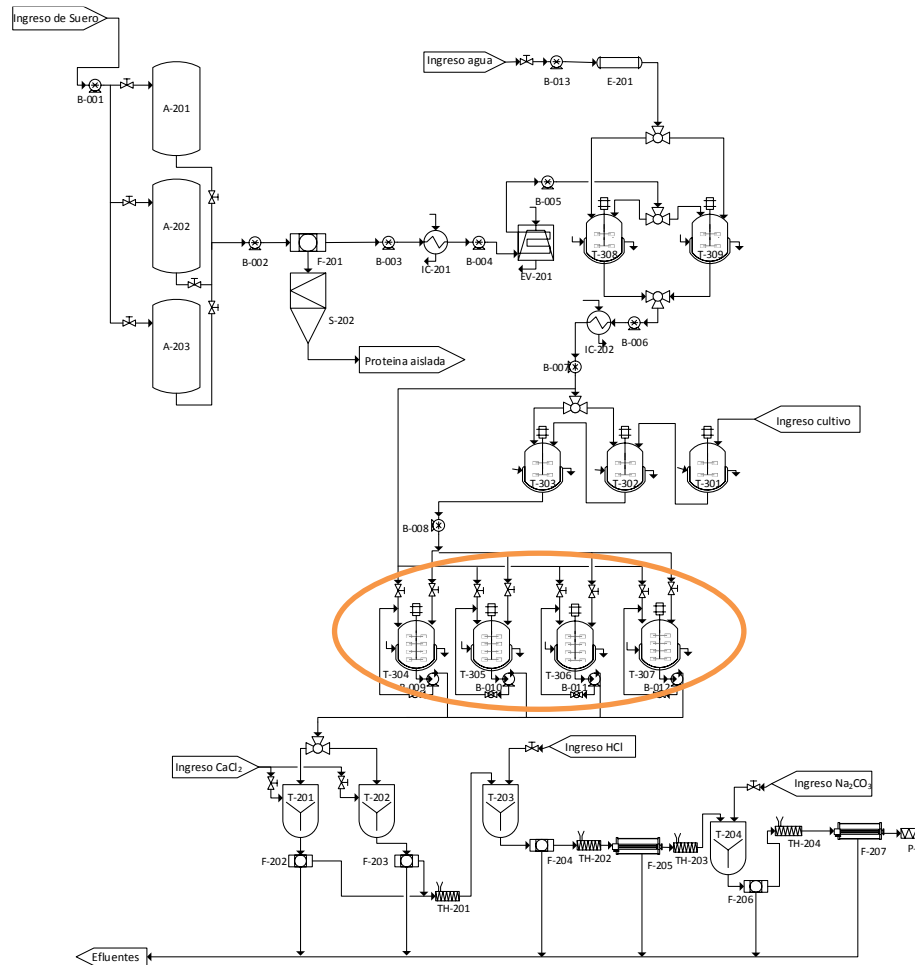 Ingreso de Suero
Ingreso agua
B-013
E-201
B-001
A-201
A-202
A-203
B-002
F-201
B-003
IC-201
B-004
EV-201
B-005
T-308
T-309
S-202
Proteina aislada
IC-202
B-006
B-007
Ingreso cultivo
T-303
T-302
T-301
B-008
T-304
T-305
T-306
T-307
B-009
B-010
B-011
B-012
Ingreso HCl
Ingreso CaCl₂
Ingreso Na₂CO₃
T-201
T-202
T-203
T-204
F-202
F-203
TH-201
F-204
TH-202
F-205
TH-203
F-206
TH-204
F-207
P-
Efluentes